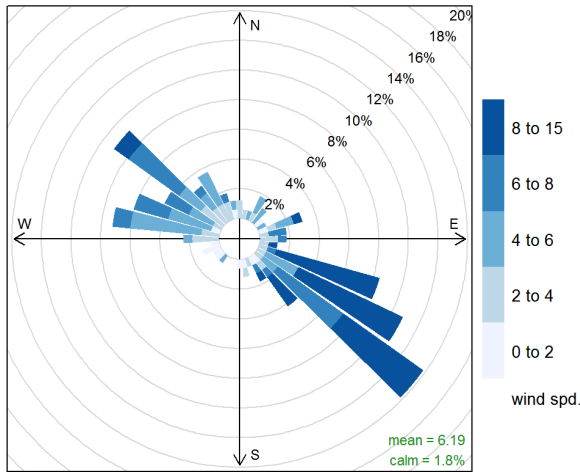 20%
18%
16%
14%
12%
10%
8%
6%
4%
2%
N
W
E
S
8 to 15
6 to 8
4 to 6
2 to 4
0 to 2
wind spd.
mean = 6.19
calm = 1.8%